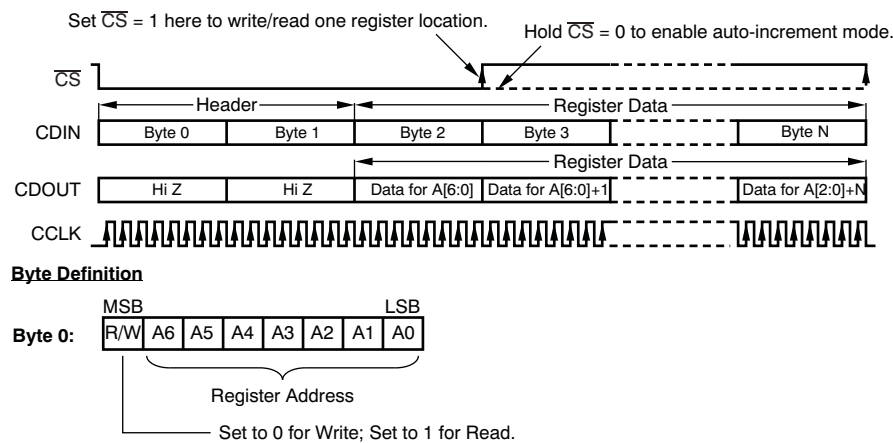 Set CS = 1 here to write/read one register location.
Hold CS = 0 to enable auto-increment mode.
CS
Header
Register Data
CDIN
Byte 0
Byte 1
Byte 2
Byte 3
Byte N
Register Data
CDOUT
Hi Z
Hi Z
Data for A[6:0]
Data for A[6:0]+1
Data for A[2:0]+N
CCLK
Byte Definition
MSB
LSB
Byte 0:
R/W A6 A5 A4 A3 A2 A1 A0
Register Address
Set to 0 for Write; Set to 1 for Read.